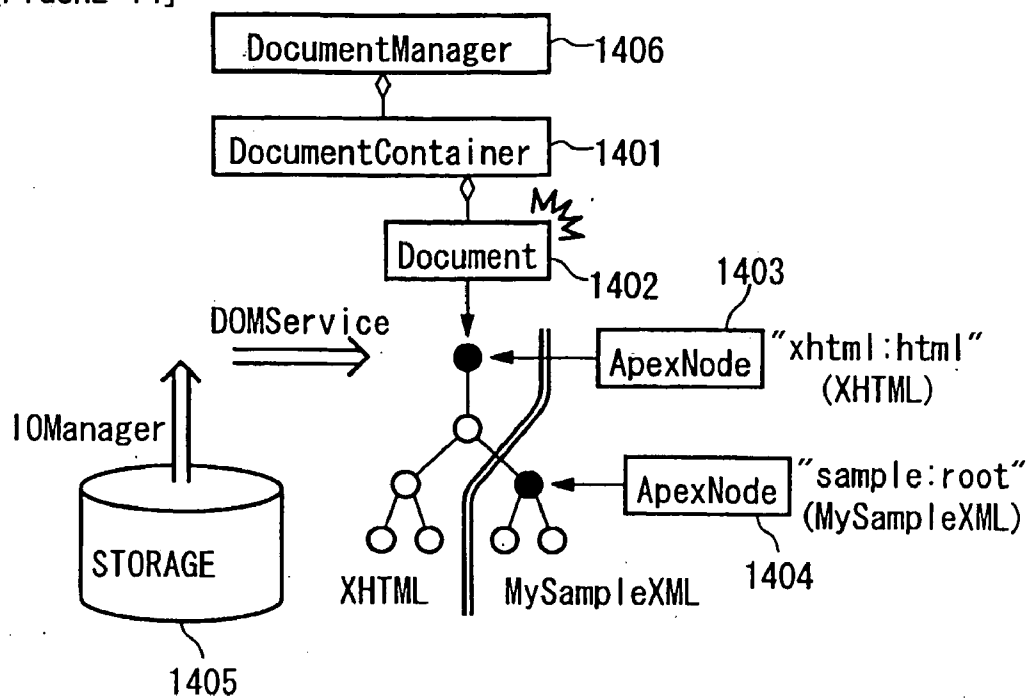 DocumentManager
1406
DocumentContainer
1401
Document
1402
1403
DOMService
ApexNode
"xhtml:html"
(XHTML)
IOManager
ApexNode
"sample:root"
(MySampleXML)
STORAGE
1404
XHTML
MySampleXML
1405